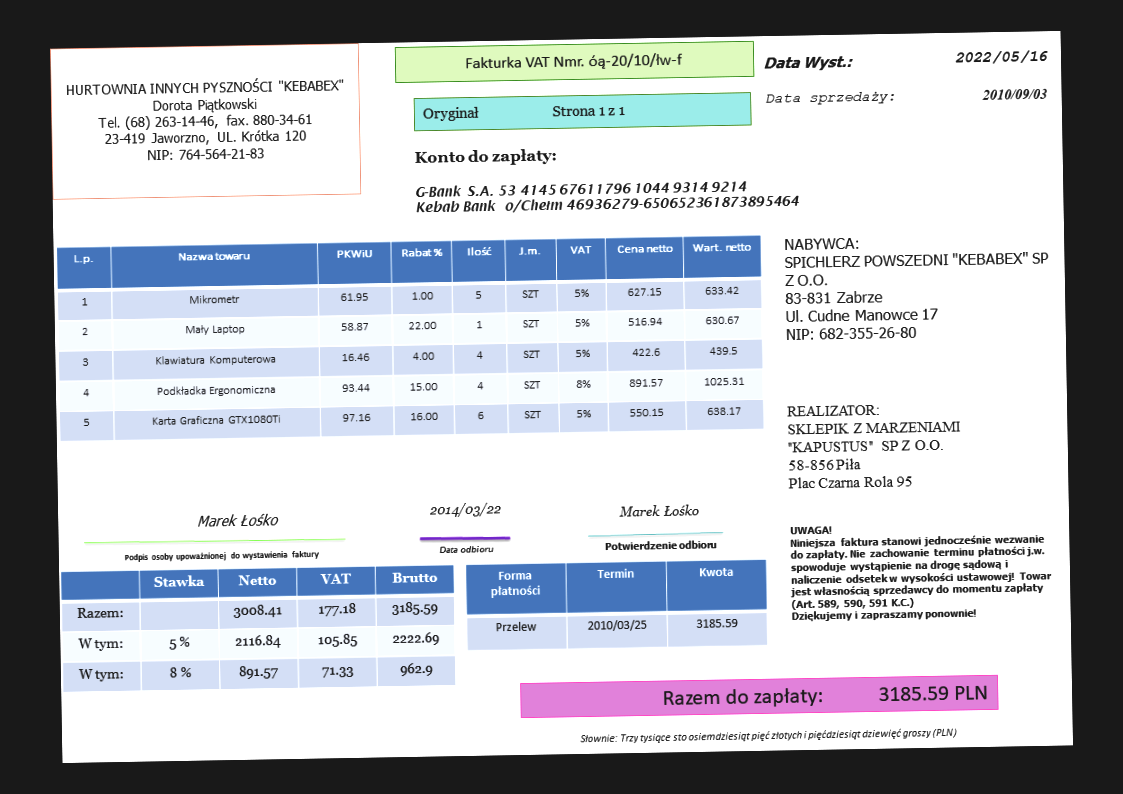 HURTOWNIA INNYCH PYSZNOŚCI "KEBABEX"
Dorota Piątkowski
Tel. (68) 263-14-46, fax. 880-34-61
23-419 Jaworzno, UL. Krótka 120
NIP: 764-564-21-83
Fakturka VAT Nmr. óą-20/10/łw-f
Oryginał Strona 1 z 1
Data Wyst.: 2022/05/16
Data sprzedaży: 2010/09/03
Konto do zapłaty:
G-Bank S.A. 53 4145 6761 1796 1044 9314 9214
Kebab Bank o/Chełm 46936279-650652361873895464
L.p. Nazwa towaru PKWiU Rabat % Ilość J.m. VAT Cena netto Wart. netto
1 Mikrometr 61.95 1.00 5 SZT 5% 627.15 633.42
2 Mały Laptop 58.87 22.00 1 SZT 5% 516.94 630.67
3 Klawiatura Komputerowa 16.46 4.00 4 SZT 5% 422.6 439.5
4 Podkładka Ergonomiczna 93.44 15.00 4 SZT 8% 891.57 1025.31
5 Karta Graficzna GTX1080Ti 97.16 16.00 6 SZT 5% 550.15 638.17
NABYWCA:
SPICHLERZ POWSZEDNI "KEBABEX" SP
Z O.O.
83-831 Zabrze
Ul. Cudne Manowce 17
NIP: 682-355-26-80
REALIZATOR:
SKLEPIK Z MARZENIAMI
"KAPUSTUS" SP Z O.O.
58-856 Piła
Plac Czarna Rola 95
Marek Łośko
Podpis osoby upoważnionej do wystawienia faktury
2014/03/22
Data odbioru
Marek Łośko
Potwierdzenie odbioru
UWAGA!
Niniejsza faktura stanowi jednocześnie wezwanie
do zapłaty. Nie zachowanie terminu płatności j.w.
spowoduje wystąpienie na drogę sądową i
naliczenie odsetek w wysokości ustawowej! Towar
jest własnością sprzedawcy do momentu zapłaty
(Art. 589, 590, 591 K.C.)
Dziękujemy i zapraszamy ponownie!
Stawka Netto VAT Brutto
Razem: 3008.41 177.18 3185.59
W tym: 5 % 2116.84 105.85 2222.69
W tym: 8 % 891.57 71.33 962.9
Forma płatności Termin Kwota
Przelew 2010/03/25 3185.59
Razem do zapłaty: 3185.59 PLN
Słownie: Trzy tysiące sto osiemdziesiąt pięć złotych i pięćdziesiąt dziewięć groszy (PLN)